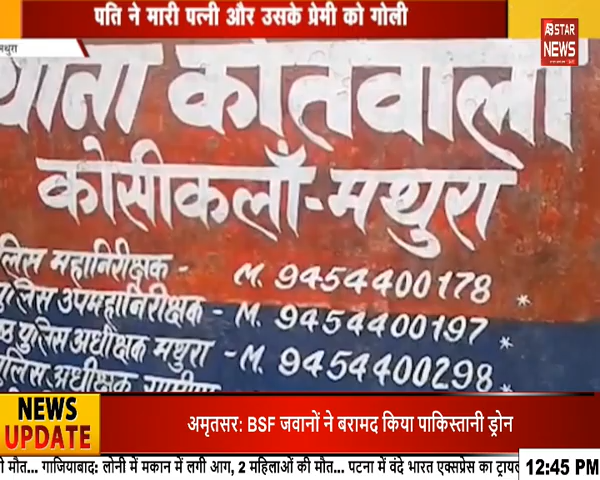 पति ने मारी पत्नी और उसके प्रेमी को गोली
STAR
NEWS
मथुरा
थाना कोतवाली
कोसीकलाँ-मथुरा
पुलिस महानिरीक्षक - M. 9454400178
पुलिस उपमहानिरीक्षक - M. 9454400197
पुलिस अधीक्षक मथुरा - M. 9454400298
पुलिस अधीक्षक
NEWS
UPDATE
अमृतसर: BSF जवानों ने बरामद किया पाकिस्तानी ड्रोन
मौत... गाजियाबाद: लोनी में मकान में लगी आग, 2 महिलाओं की मौत... पटना में वंदे भारत एक्सप्रेस का
12:45 PM